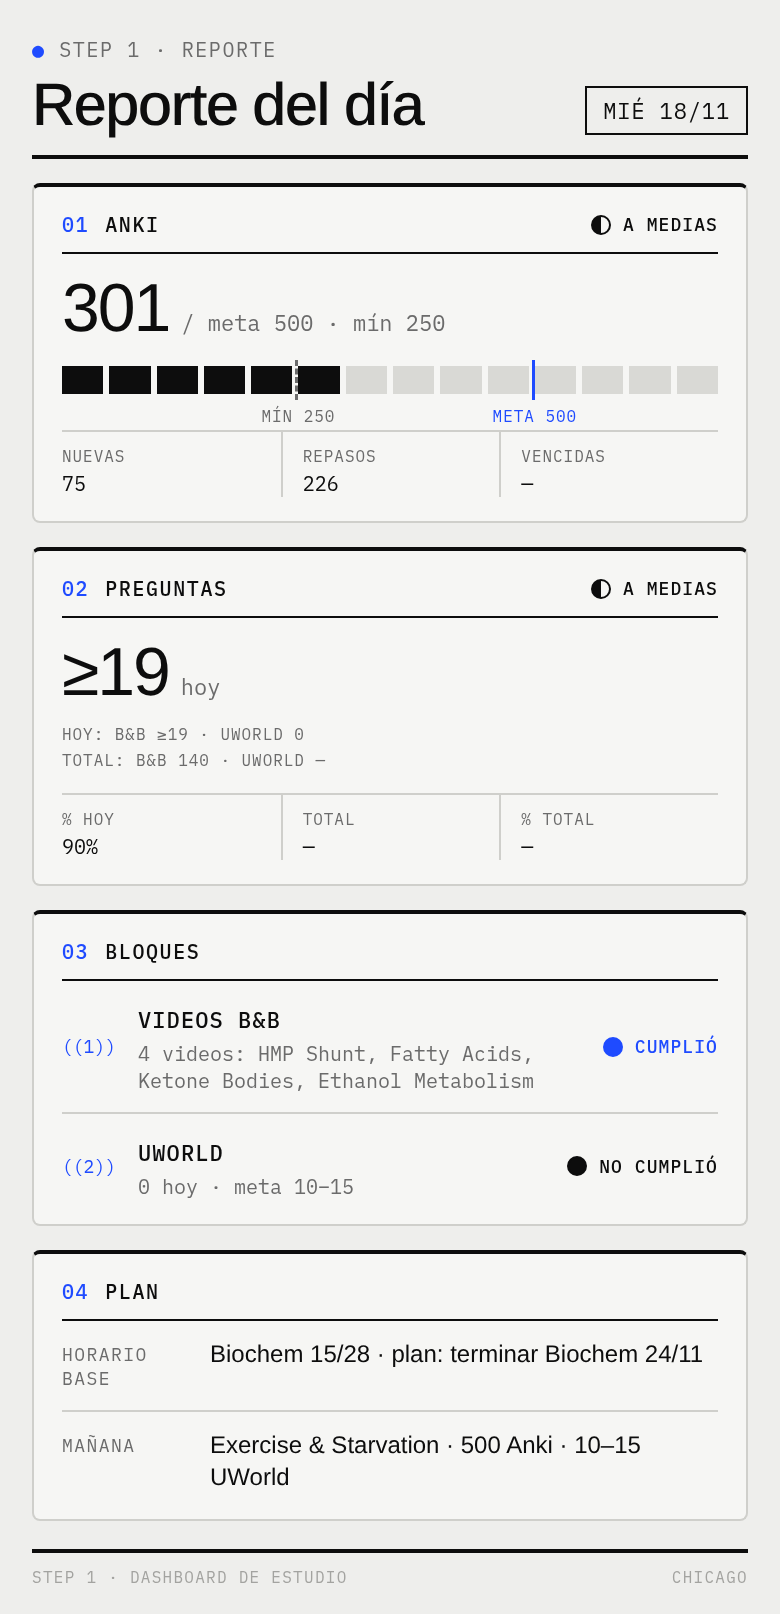 STEP 1 · REPORTE
Reporte del día
MIÉ 18/11
01 ANKI
A MEDIAS
301 / meta 500 · mín 250
MÍN 250
META 500
NUEVAS
75
REPASOS
226
VENCIDAS
—
02 PREGUNTAS
A MEDIAS
≥19 hoy
HOY: B&B ≥19 · UWORLD 0
TOTAL: B&B 140 · UWORLD —
% HOY
90%
TOTAL
—
% TOTAL
—
03 BLOQUES
((1))
VIDEOS B&B
4 videos: HMP Shunt, Fatty Acids,
Ketone Bodies, Ethanol Metabolism
CUMPLIÓ
((2))
UWORLD
0 hoy · meta 10–15
NO CUMPLIÓ
04 PLAN
HORARIO
BASE
Biochem 15/28 · plan: terminar Biochem 24/11
MAÑANA
Exercise & Starvation · 500 Anki · 10–15
UWorld
STEP 1 · DASHBOARD DE ESTUDIO
CHICAGO